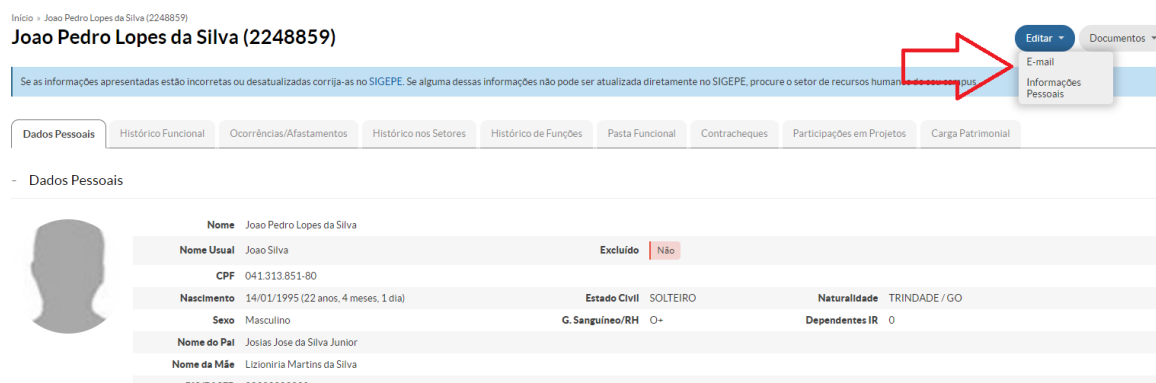 Início » Joao Pedro Lopes da Silva (2248859)
Joao Pedro Lopes da Silva (2248859)
Editar Documentos
E-mail
Informações
Pessoais
Se as informações apresentadas estão incorretas ou desatualizadas corrija-as no SIGEPE. Se alguma dessas informações não pode ser atualizada diretamente no SIGEPE, procure o setor de recursos humanos do seu campus.
Dados Pessoais Histórico Funcional Ocorrências/Afastamentos Histórico nos Setores Histórico de Funções Pasta Funcional Contracheques Participações em Projetos Carga Patrimonial
- Dados Pessoais
Nome Joao Pedro Lopes da Silva
Nome Usual Joao Silva Excluído Não
CPF 041.313.851-80
Nascimento 14/01/1995 (22 anos, 4 meses, 1 dia) Estado Civil SOLTEIRO Naturalidade TRINDADE / GO
Sexo Masculino G. Sanguíneo/RH O+ Dependentes IR 0
Nome do Pai Josias Jose da Silva Junior
Nome da Mãe Lizioniria Martins da Silva